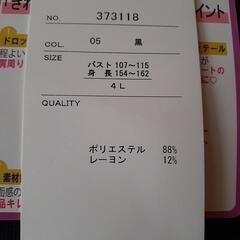 NO. 373118
COL. 05 黒
SIZE
バスト 107〜115
身 長 154〜162
4L
QUALITY
ポリエステル 88%
レーヨン 12%